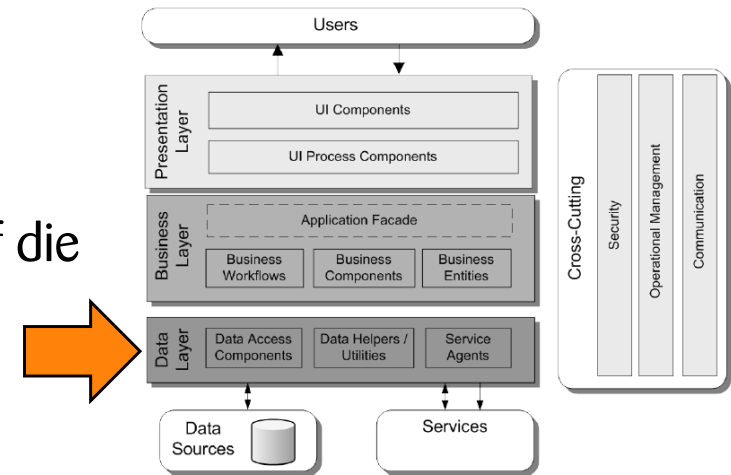 Users
Presentation
Layer
UI Components
UI Process Components
die
Business
Layer
Application Facade
Business
Workflows
Business
Components
Business
Entities
Data
Layer
Data Access
Components
Data Helpers /
Utilities
Service
Agents
Data
Sources
Services
Cross-Cutting
Security
Operational Management
Communication